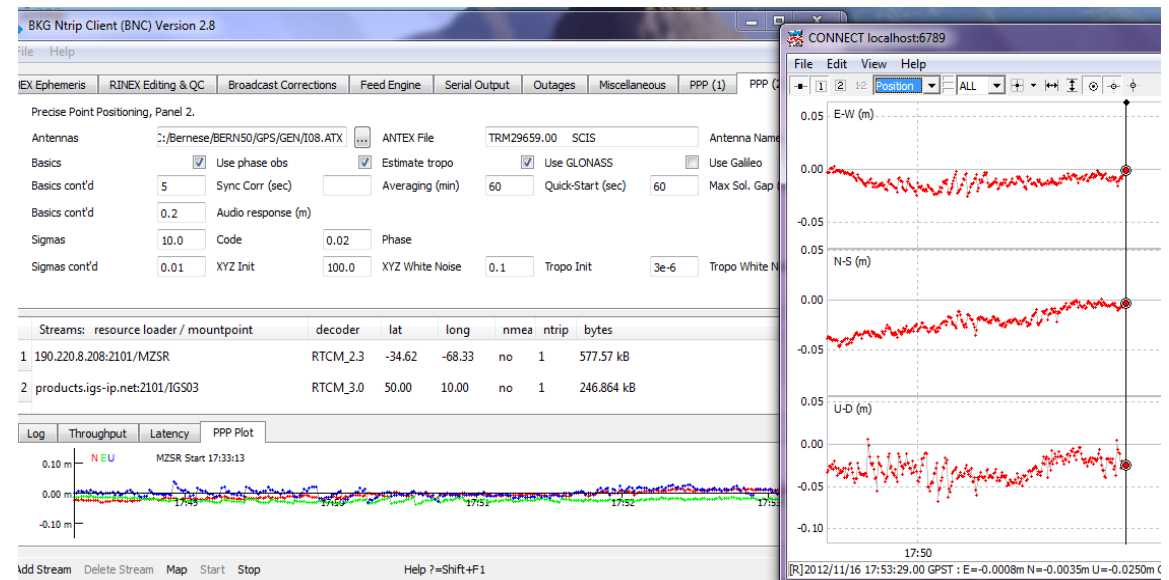 BKG Ntrip Client (BNC) Version 2.8
File Help
EX Ephemeris RINEX Editing & QC Broadcast Corrections Feed Engine Serial Output Outages Miscellaneous PPP (1) PPP (2
Precise Point Positioning, Panel 2.
Antennas C:/Bernese/BERN50/GPS/GEN/I08.ATX ... ANTEX File TRM29659.00 SCIS Antenna Name
Basics Use phase obs Estimate tropo Use GLONASS Use Galileo
Basics cont'd 5 Sync Corr (sec) Averaging (min) 60 Quick-Start (sec) 60 Max Sol. Gap
Basics cont'd 0.2 Audio response (m)
Sigmas 10.0 Code 0.02 Phase
Sigmas cont'd 0.01 XYZ Init 100.0 XYZ White Noise 0.1 Tropo Init 3e-6 Tropo White N
Streams: resource loader / mountpoint decoder lat long nmea ntrip bytes
1 190.220.8.208:2101/MZSR RTCM_2.3 -34.62 -68.33 no 1 577.57 kB
2 products.igs-ip.net:2101/IGS03 RTCM_3.0 50.00 10.00 no 1 246.864 kB
Log Throughput Latency PPP Plot
0.10 m NEU MZSR Start 17:33:13
0.00 m
17:51 17:52 17:53
-0.10 m
Add Stream Delete Stream Map Start Stop Help ?=Shift+F1
CONNECT localhost:6789
File Edit View Help
1 2 1-2 Position ALL
0.05 E-W (m)
0.00
-0.05
0.05
N-S (m)
0.00
-0.05
0.05
U-D (m)
0.00
-0.05
-0.10
17:50
[R]2012/11/16 17:53:29.00 GPST : E=-0.0008m N=-0.0035m U=-0.0250m